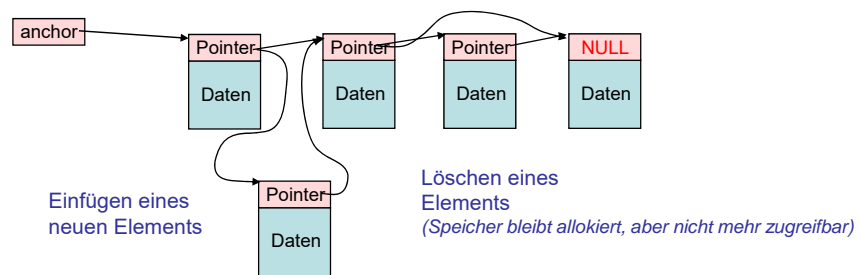 anchor
Pointer
Daten
Pointer
Daten
Pointer
Daten
NULL
Daten
Pointer
Daten
Einfügen eines
neuen Elements
Löschen eines
Elements
(Speicher bleibt allokiert, aber nicht mehr zugreifbar)